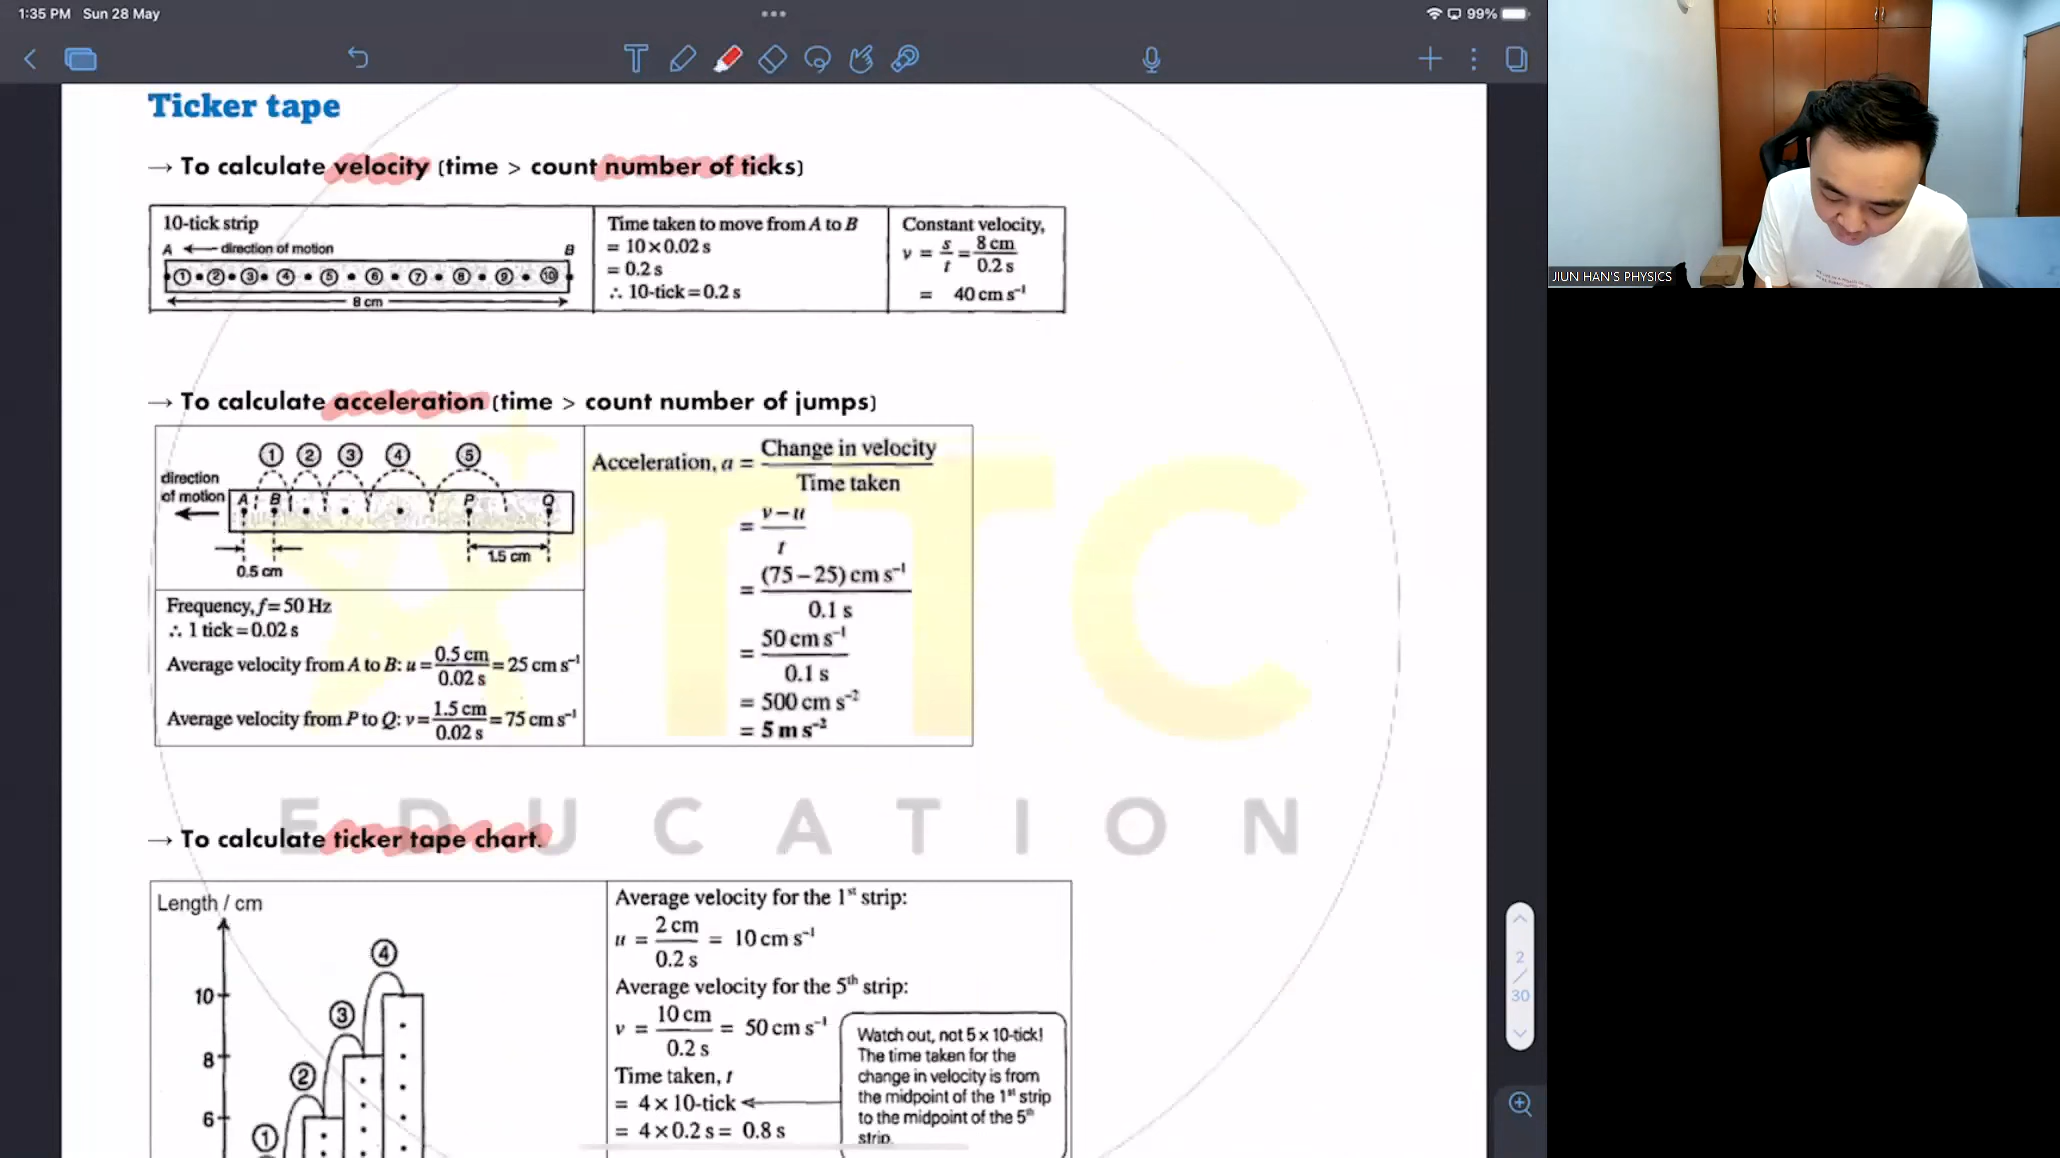 1:35 PM Sun 28 May
99%
Ticker tape
→ To calculate velocity (time > count number of ticks)
10-tick strip
A ← direction of motion B
① ② ③ ④ ⑤ ⑥ ⑦ ⑧ ⑨ ⑩
8 cm
Time taken to move from A to B
= 10 × 0.02 s
= 0.2 s
∴ 10-tick = 0.2 s
Constant velocity,
v = s/t = 8 cm/0.2 s
= 40 cm s⁻¹
→ To calculate acceleration (time > count number of jumps)
① ② ③ ④ ⑤
direction
of motion
A B P Q
0.5 cm
1.5 cm
Frequency, f = 50 Hz
∴ 1 tick = 0.02 s
Average velocity from A to B: u = 0.5 cm/0.02 s = 25 cm s⁻¹
Average velocity from P to Q: v = 1.5 cm/0.02 s = 75 cm s⁻¹
Acceleration, a = Change in velocity/Time taken
= v – u/t
= (75 – 25) cm s⁻¹/0.1 s
= 50 cm s⁻¹/0.1 s
= 500 cm s⁻²
= 5 m s⁻²
TTC
EDUCATION
→ To calculate ticker tape chart.
Length / cm
10
8
6
④
③
②
①
Average velocity for the 1ˢᵗ strip:
u = 2 cm/0.2 s = 10 cm s⁻¹
Average velocity for the 5ᵗʰ strip:
v = 10 cm/0.2 s = 50 cm s⁻¹
Time taken, t
= 4 × 10-tick
= 4 × 0.2 s = 0.8 s
Watch out, not 5 x 10-tick!
The time taken for the
change in velocity is from
the midpoint of the 1ˢᵗ strip
to the midpoint of the 5ᵗʰ
strip.
2
/
30
JIUN HAN'S PHYSICS